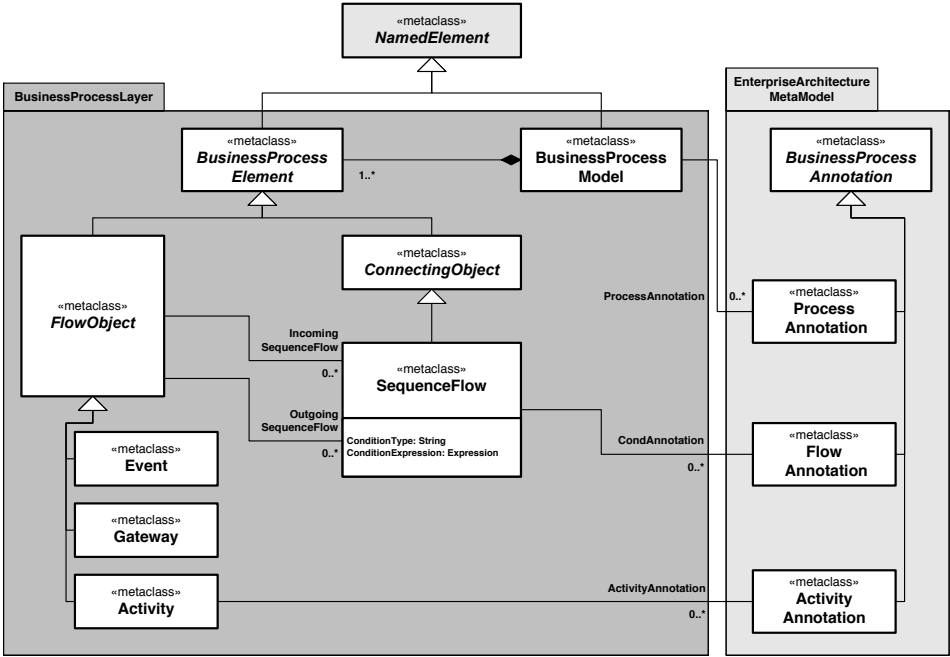 «metaclass»
NamedElement
BusinessProcessLayer
EnterpriseArchitecture
MetaModel
«metaclass»
BusinessProcess
Element
1..*
«metaclass»
BusinessProcess
Model
«metaclass»
BusinessProcess
Annotation
«metaclass»
FlowObject
«metaclass»
ConnectingObject
ProcessAnnotation
0..*
«metaclass»
Process
Annotation
Incoming
SequenceFlow
0..*
Outgoing
SequenceFlow
0..*
«metaclass»
SequenceFlow
ConditionType: String
ConditionExpression: Expression
CondAnnotation
0..*
«metaclass»
Flow
Annotation
«metaclass»
Event
«metaclass»
Gateway
«metaclass»
Activity
ActivityAnnotation
0..*
«metaclass»
Activity
Annotation